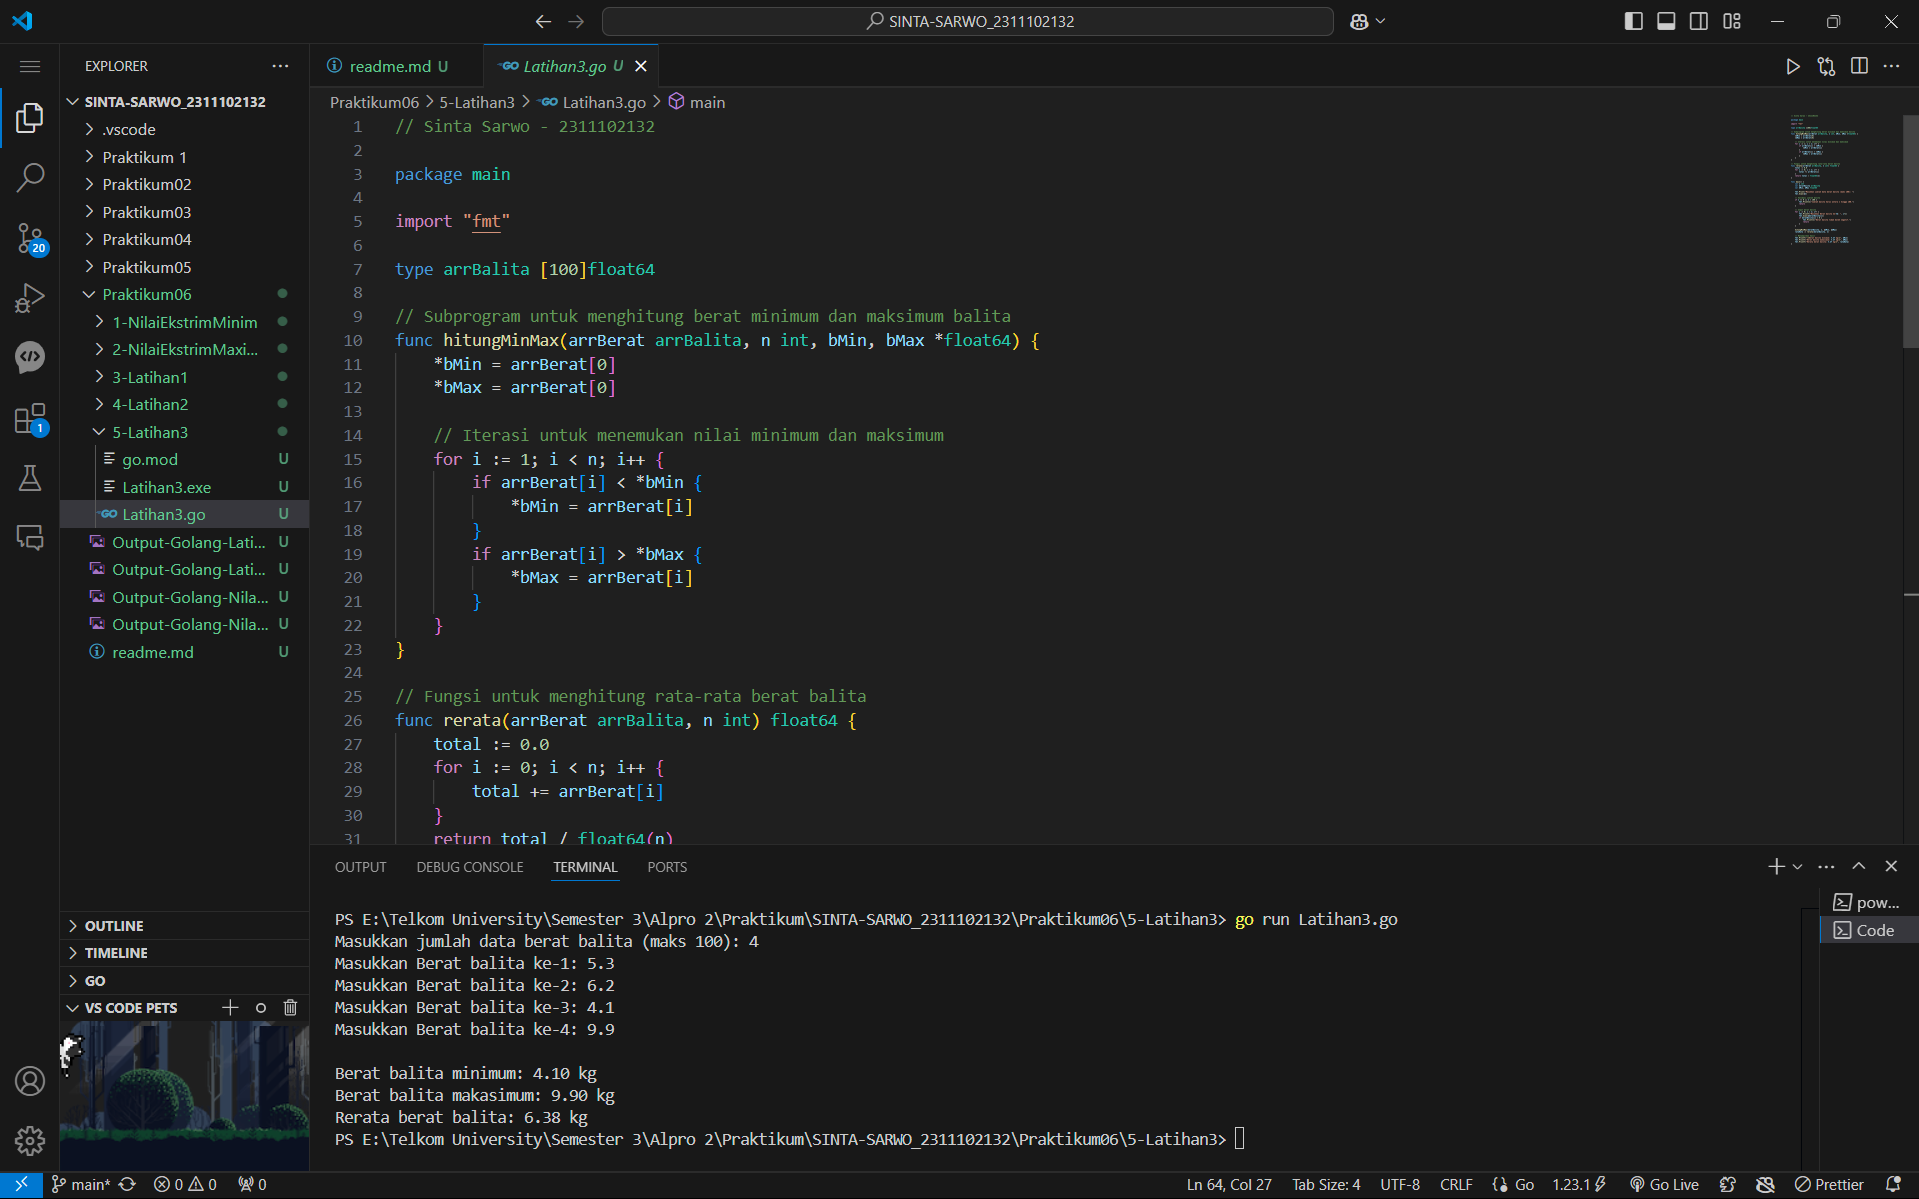 SINTA-SARWO_2311102132
EXPLORER
SINTA-SARWO_2311102132
.vscode
Praktikum 1
Praktikum02
Praktikum03
Praktikum04
Praktikum05
Praktikum06
1-NilaiEkstrimMinim
2-NilaiEkstrimMaxi...
3-Latihan1
4-Latihan2
5-Latihan3
go.mod U
Latihan3.exe U
Latihan3.go U
Output-Golang-Lati... U
Output-Golang-Lati... U
Output-Golang-Nila... U
Output-Golang-Nila... U
readme.md U
OUTLINE
TIMELINE
GO
VS CODE PETS
20
1
readme.md U
Latihan3.go U
Praktikum06 > 5-Latihan3 > Latihan3.go > main
1 // Sinta Sarwo - 2311102132
2
3 package main
4
5 import "fmt"
6
7 type arrBalita [100]float64
8
9 // Subprogram untuk menghitung berat minimum dan maksimum balita
10 func hitungMinMax(arrBerat arrBalita, n int, bMin, bMax *float64) {
11 *bMin = arrBerat[0]
12 *bMax = arrBerat[0]
13
14 // Iterasi untuk menemukan nilai minimum dan maksimum
15 for i := 1; i < n; i++ {
16 if arrBerat[i] < *bMin {
17 *bMin = arrBerat[i]
18 }
19 if arrBerat[i] > *bMax {
20 *bMax = arrBerat[i]
21 }
22 }
23 }
24
25 // Fungsi untuk menghitung rata-rata berat balita
26 func rerata(arrBerat arrBalita, n int) float64 {
27 total := 0.0
28 for i := 0; i < n; i++ {
29 total += arrBerat[i]
30 }
31 return total / float64(n)
OUTPUT DEBUG CONSOLE TERMINAL PORTS
PS E:\Telkom University\Semester 3\Alpro 2\Praktikum\SINTA-SARWO_2311102132\Praktikum06\5-Latihan3> go run Latihan3.go
Masukkan jumlah data berat balita (maks 100): 4
Masukkan Berat balita ke-1: 5.3
Masukkan Berat balita ke-2: 6.2
Masukkan Berat balita ke-3: 4.1
Masukkan Berat balita ke-4: 9.9
Berat balita minimum: 4.10 kg
Berat balita makasimum: 9.90 kg
Rerata berat balita: 6.38 kg
PS E:\Telkom University\Semester 3\Alpro 2\Praktikum\SINTA-SARWO_2311102132\Praktikum06\5-Latihan3>
pow...
Code
main* 0 0 0 Ln 64, Col 27 Tab Size: 4 UTF-8 CRLF Go 1.23.1 Go Live Prettier